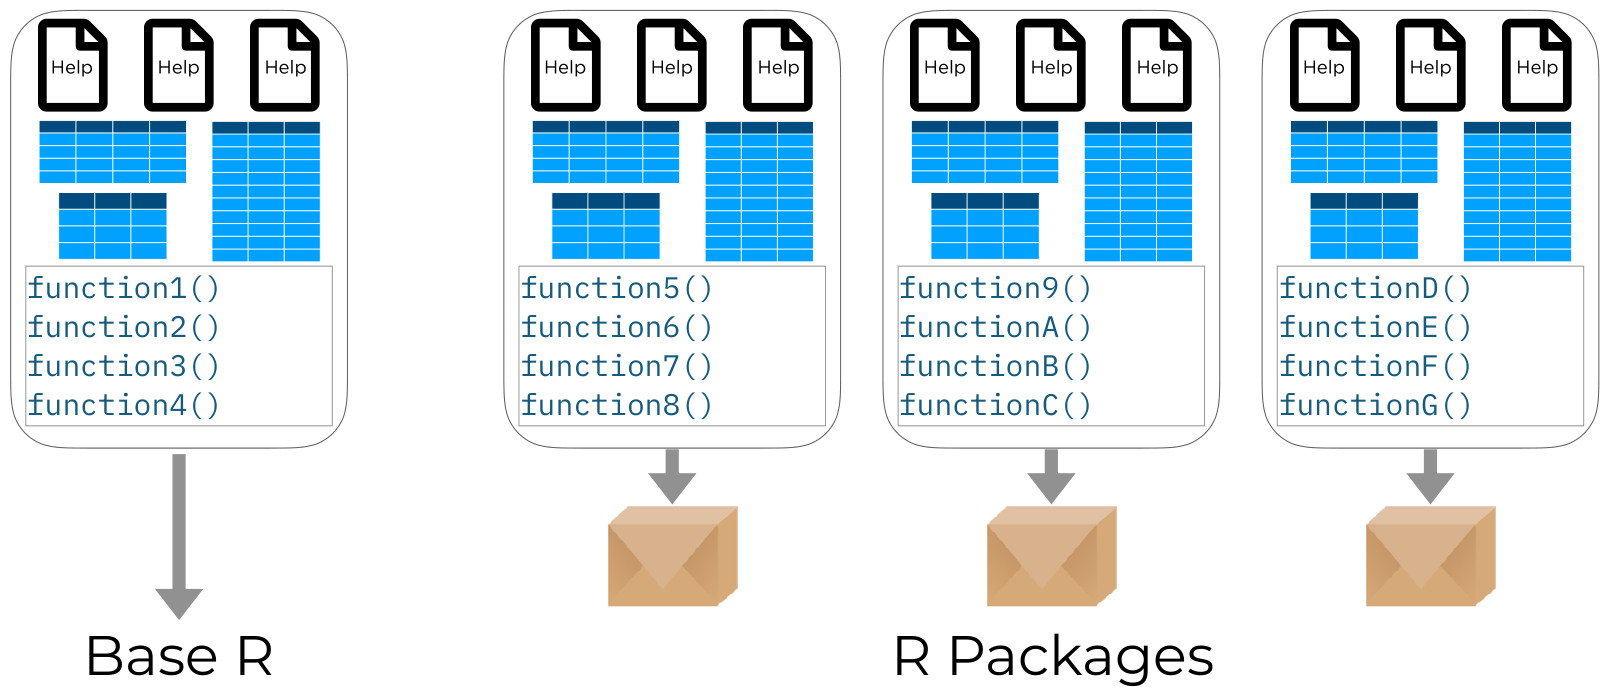 Help Help Help
function1()
function2()
function3()
function4()
Base R
Help Help Help
function5()
function6()
function7()
function8()
Help Help Help
function9()
functionA()
functionB()
functionC()
Help Help Help
functionD()
functionE()
functionF()
functionG()
R Packages